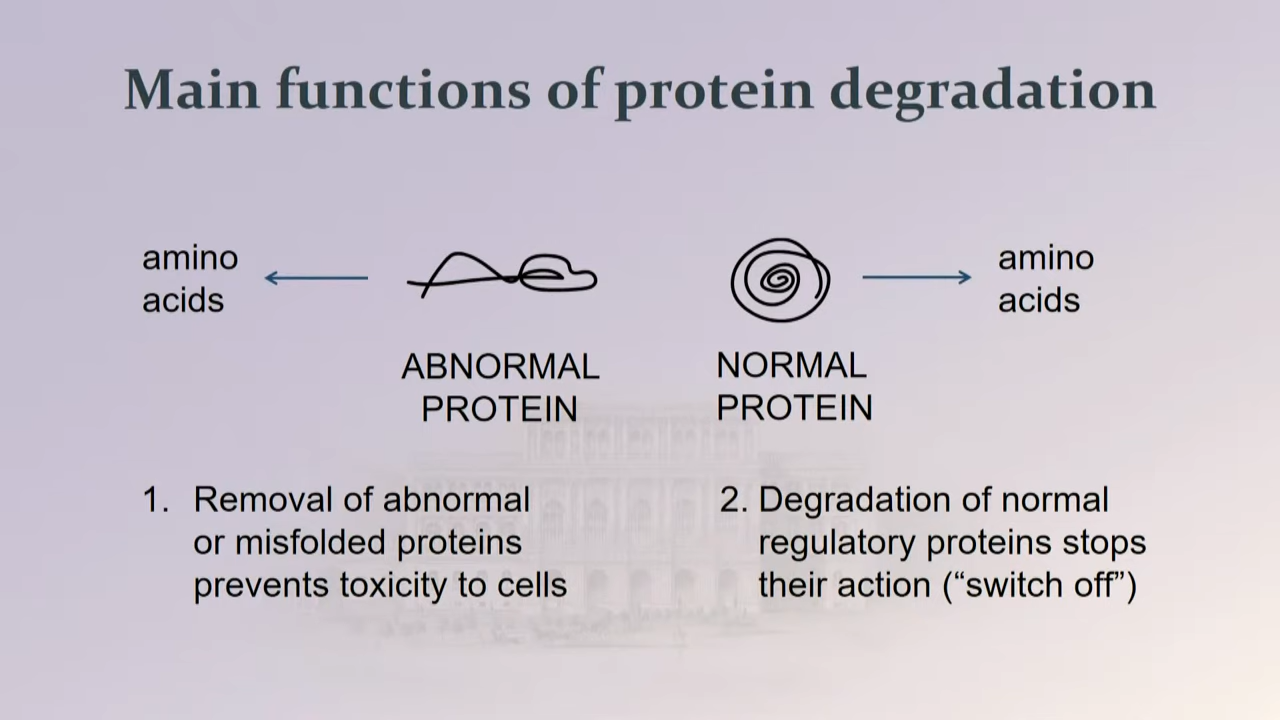 Main functions of protein degradation
amino
acids
ABNORMAL
PROTEIN
NORMAL
PROTEIN
amino
acids
1. Removal of abnormal
or misfolded proteins
prevents toxicity to cells
2. Degradation of normal
regulatory proteins stops
their action (“switch off”)